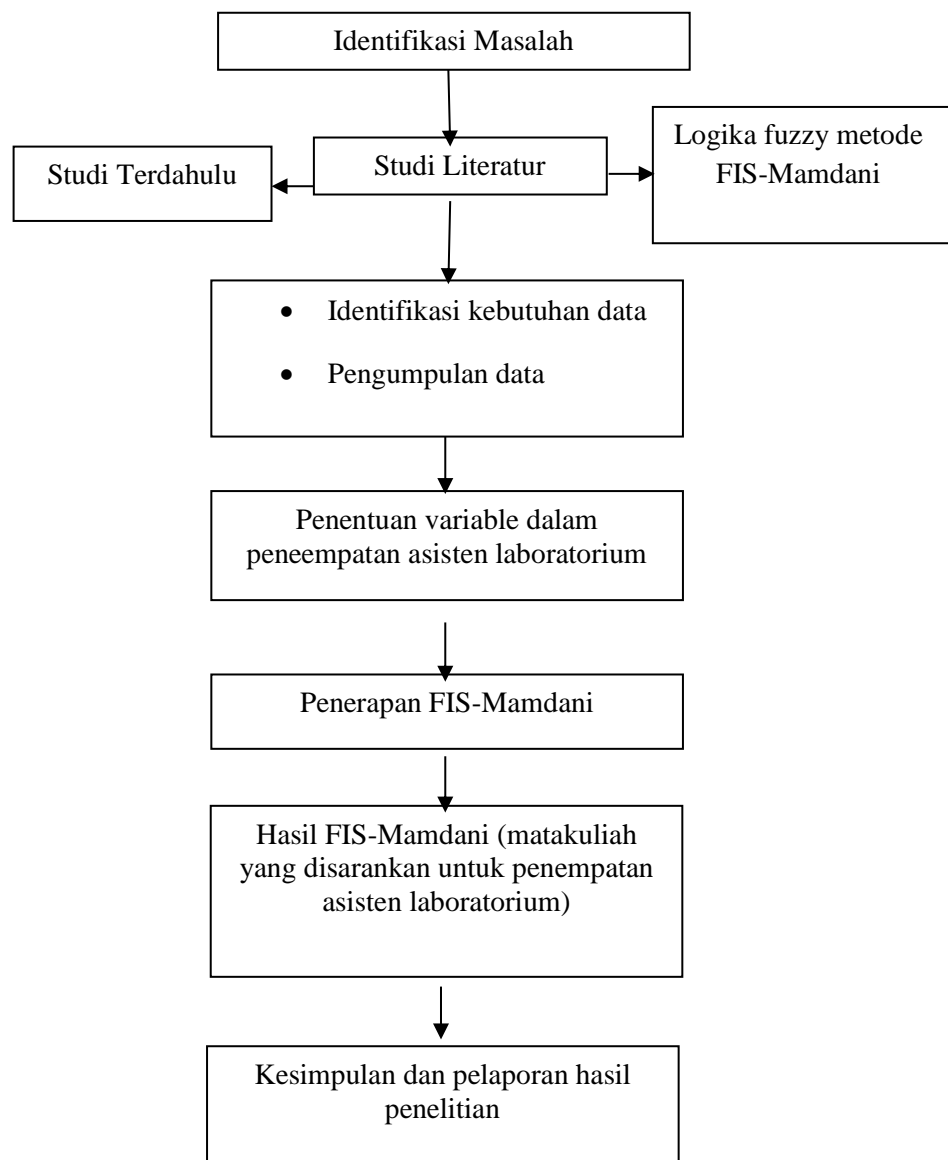 Identifikasi Masalah
Studi Terdahulu
Studi Literatur
Logika fuzzy metode
FIS-Mamdani
• Identifikasi kebutuhan data
• Pengumpulan data
Penentuan variable dalam
peneempatan asisten laboratorium
Penerapan FIS-Mamdani
Hasil FIS-Mamdani (matakuliah
yang disarankan untuk penempatan
asisten laboratorium)
Kesimpulan dan pelaporan hasil
penelitian